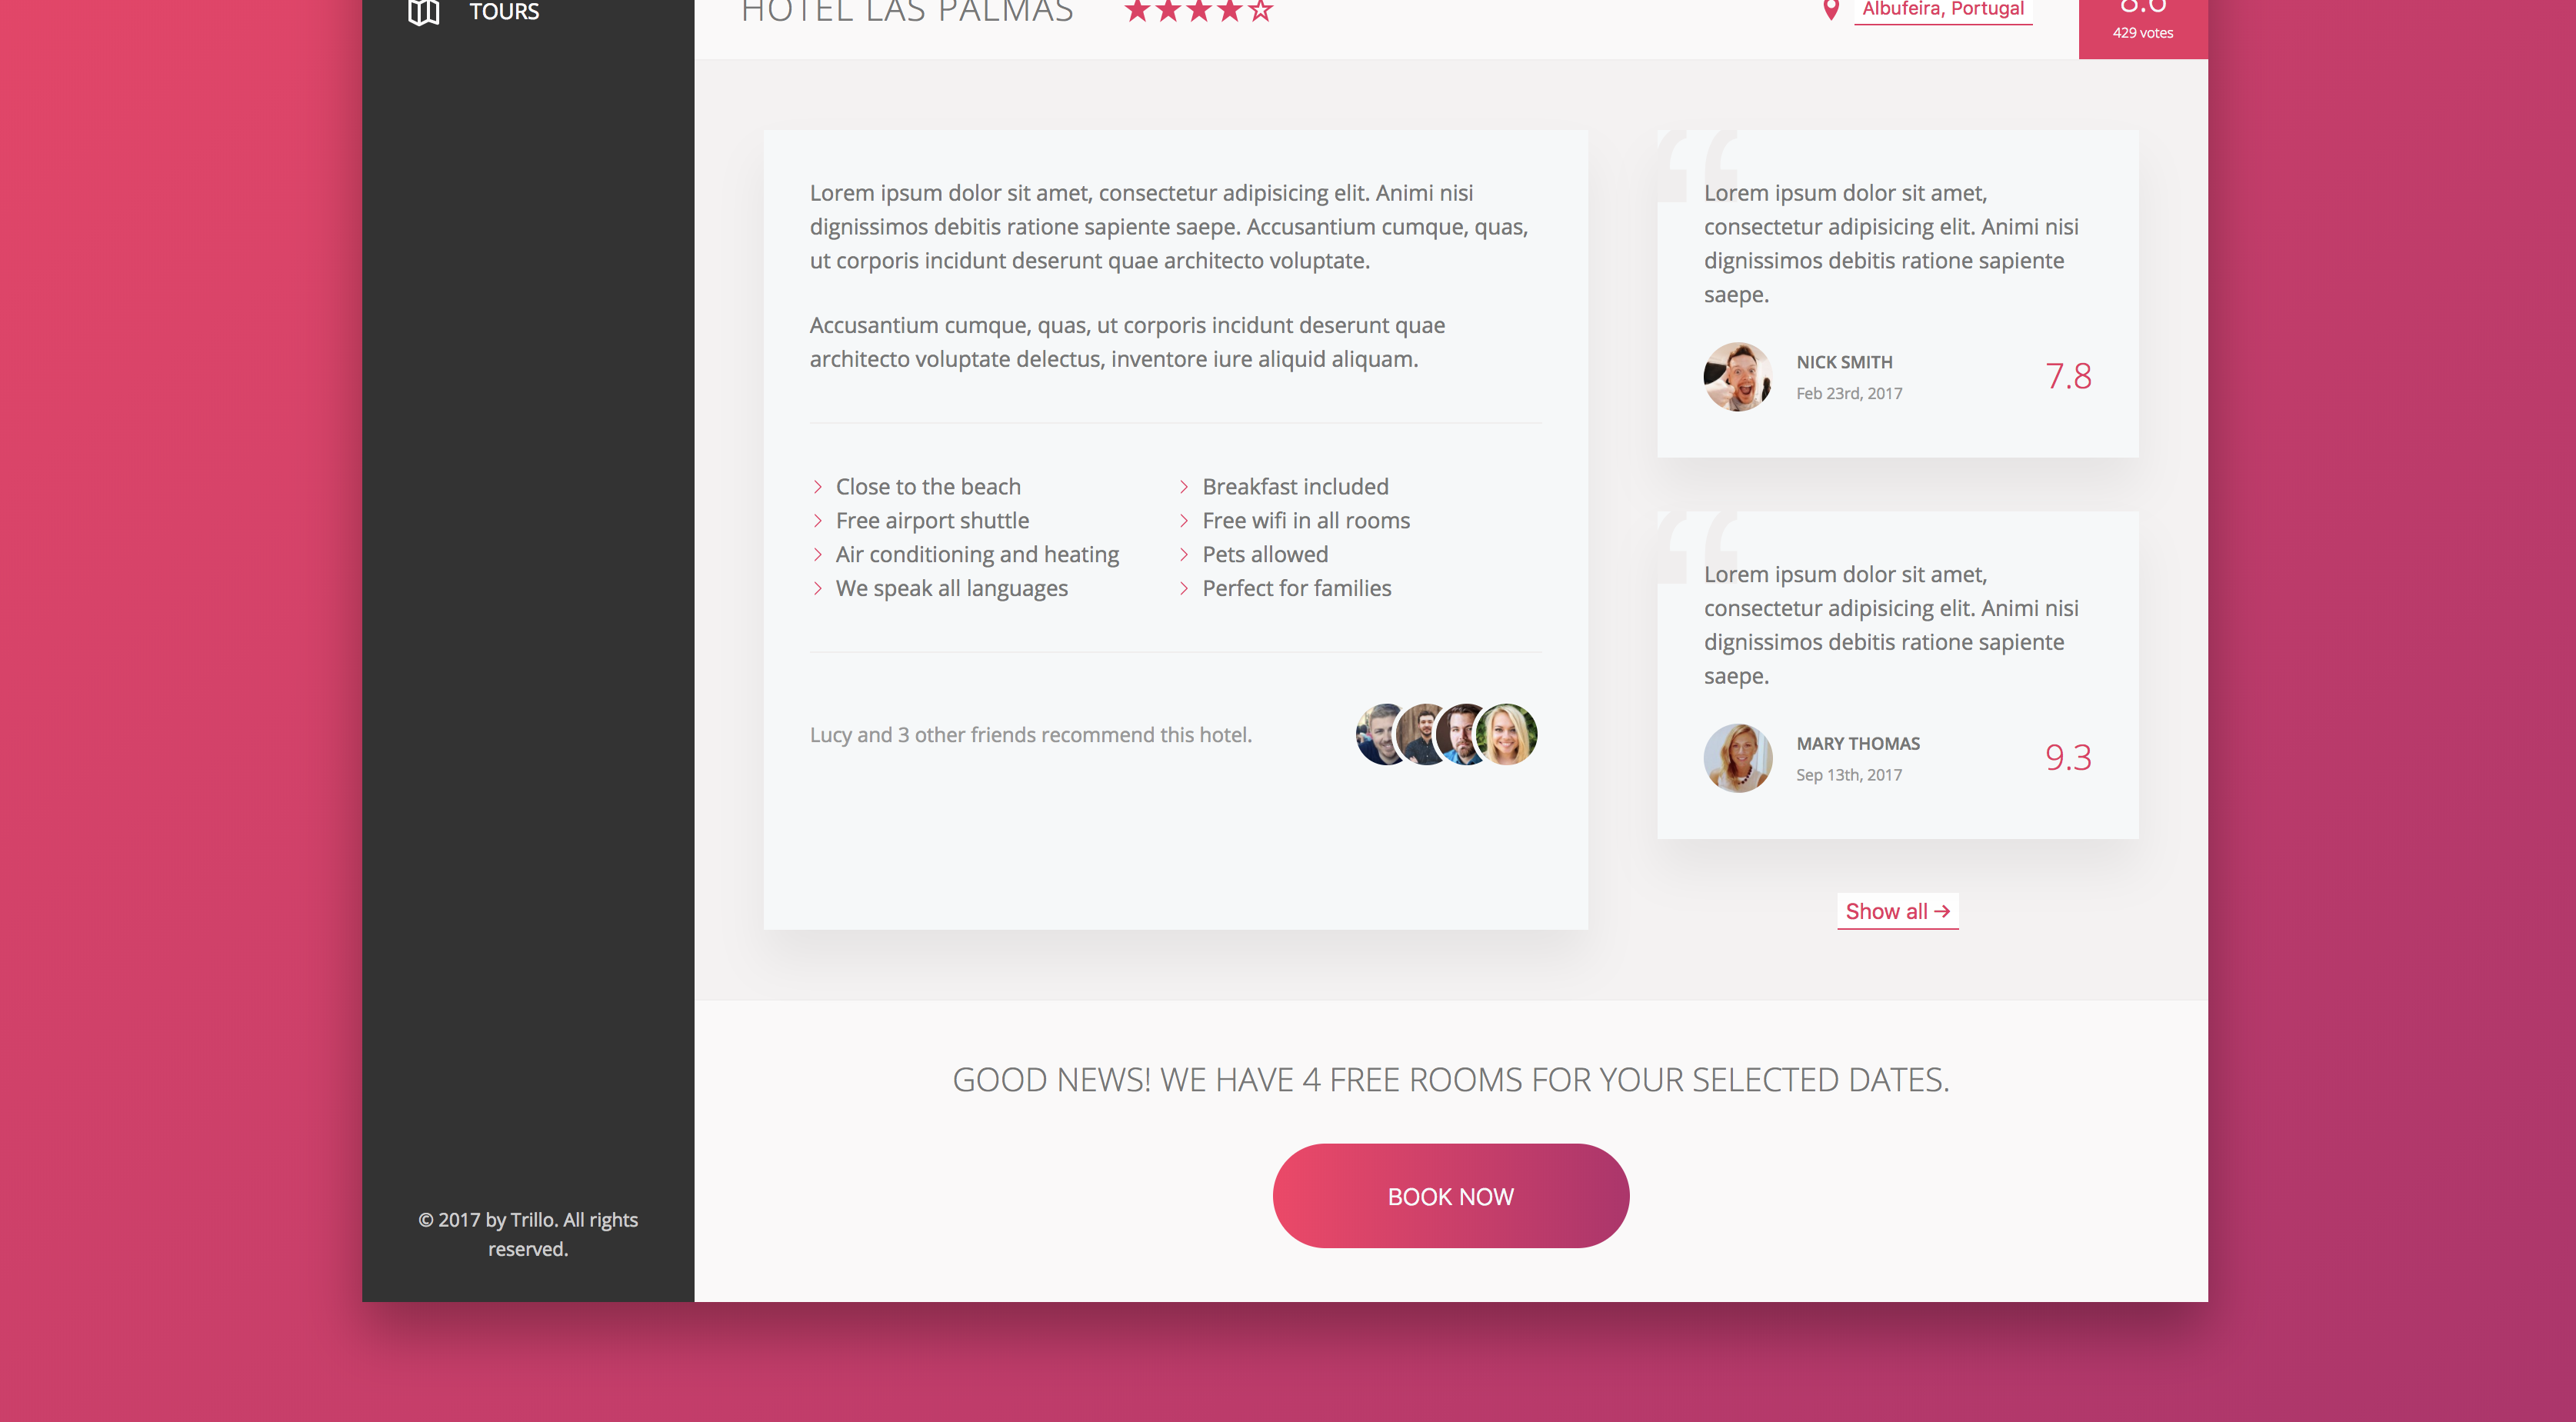 TOURS
HOTEL LAS PALMAS
Albufeira, Portugal
8.6
429 votes
Lorem ipsum dolor sit amet, consectetur adipisicing elit. Animi nisi
dignissimos debitis ratione sapiente saepe. Accusantium cumque, quas,
ut corporis incidunt deserunt quae architecto voluptate.
Accusantium cumque, quas, ut corporis incidunt deserunt quae
architecto voluptate delectus, inventore iure aliquid aliquam.
Close to the beach
Free airport shuttle
Air conditioning and heating
We speak all languages
Breakfast included
Free wifi in all rooms
Pets allowed
Perfect for families
Lucy and 3 other friends recommend this hotel.
“
Lorem ipsum dolor sit amet,
consectetur adipisicing elit. Animi nisi
dignissimos debitis ratione sapiente
saepe.
NICK SMITH
Feb 23rd, 2017
7.8
“
Lorem ipsum dolor sit amet,
consectetur adipisicing elit. Animi nisi
dignissimos debitis ratione sapiente
saepe.
MARY THOMAS
Sep 13th, 2017
9.3
Show all →
GOOD NEWS! WE HAVE 4 FREE ROOMS FOR YOUR SELECTED DATES.
BOOK NOW
© 2017 by Trillo. All rights
reserved.